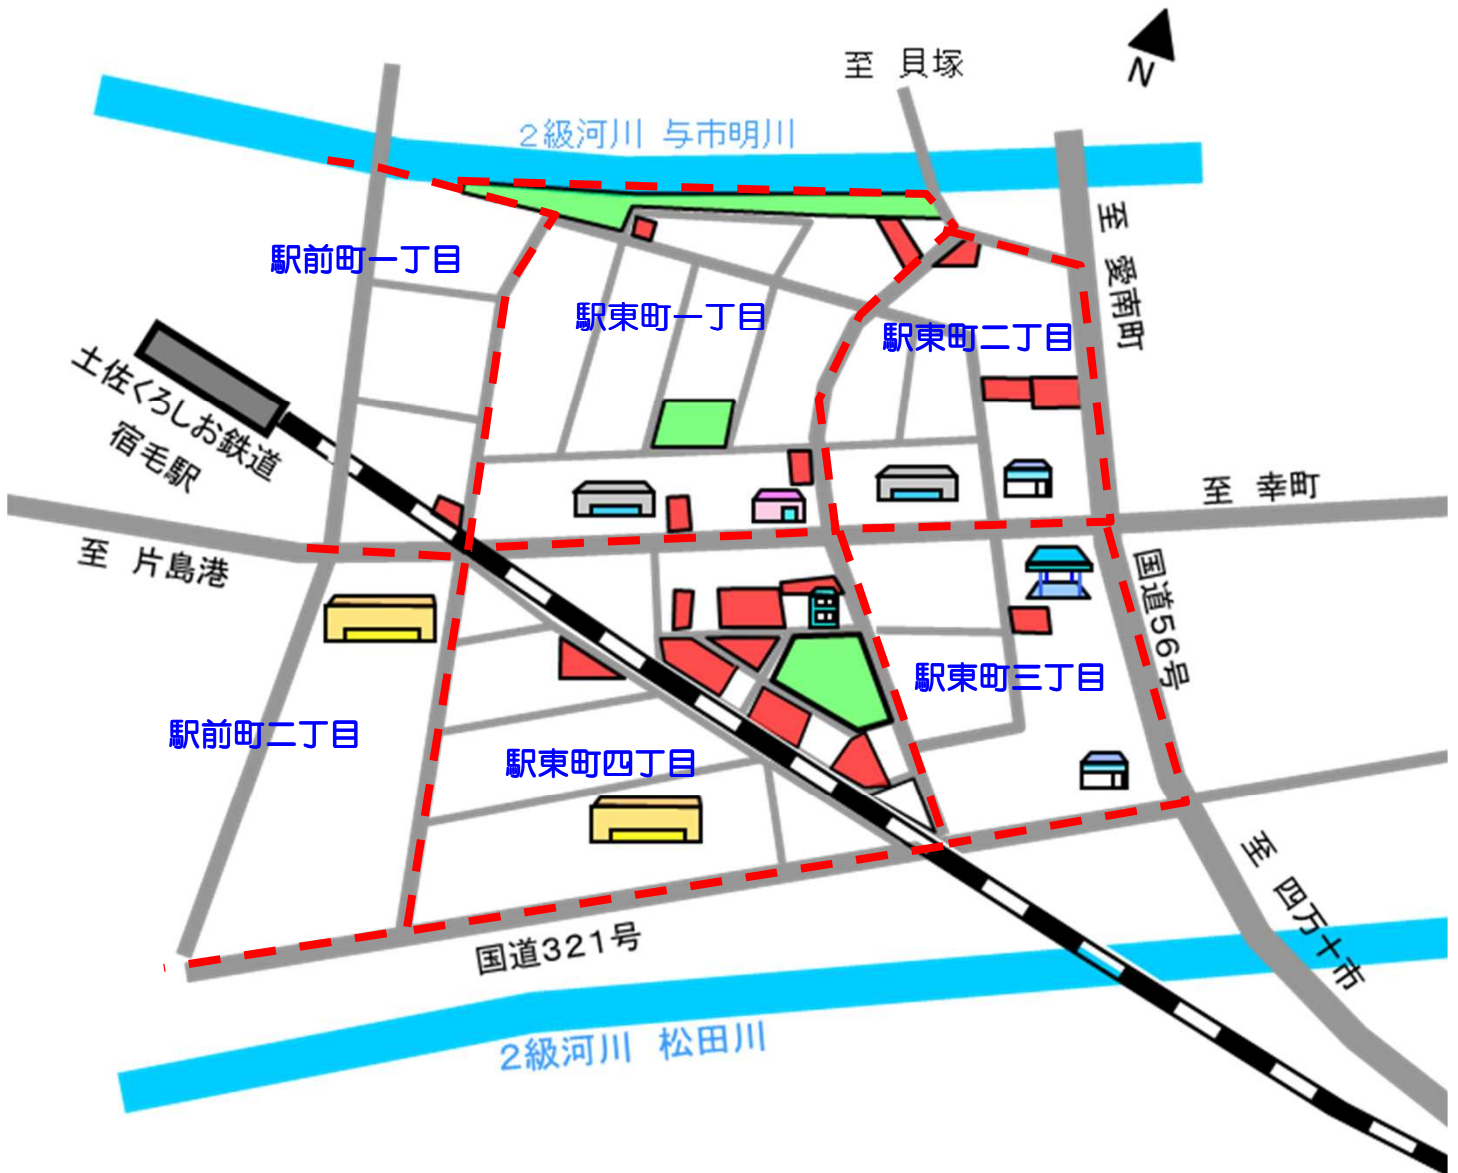 至 貝塚
N
2級河川 与市明川
至 愛南町
駅前町一丁目
駅東町一丁目
駅東町二丁目
土佐くろしお鉄道
宿毛駅
至 幸町
至 片島港
国道56号
駅東町三丁目
駅前町二丁目
駅東町四丁目
至 四万十市
国道321号
2級河川 松田川